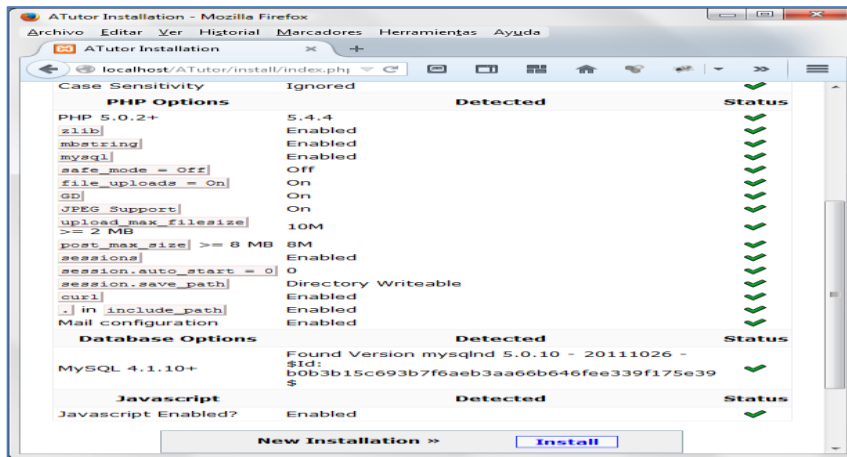 ATutor Installation - Mozilla Firefox
Archivo Editar Ver Historial Marcadores Herramientas Ayuda
ATutor Installation
localhost/ATutor/install/index.php
Case Sensitivity Ignored
PHP Options Detected Status
PHP 5.0.2+ 5.4.4
zlib Enabled
mbstring Enabled
mysql Enabled
safe_mode = Off Off
file_uploads = On On
GD On
JPEG Support On
upload_max_filesize >= 2 MB 10M
post_max_size >= 8 MB 8M
sessions Enabled
session.auto_start = 0 0
session.save_path Directory Writeable
curl Enabled
. in include_path Enabled
Mail configuration Enabled
Database Options Detected Status
MySQL 4.1.10+ Found Version mysqlnd 5.0.10 - 20111026 -
$Id:
b0b3b15c693b7f6aeb3aa66b646fee339f175e39
$
Javascript Detected Status
Javascript Enabled? Enabled
New Installation » Install